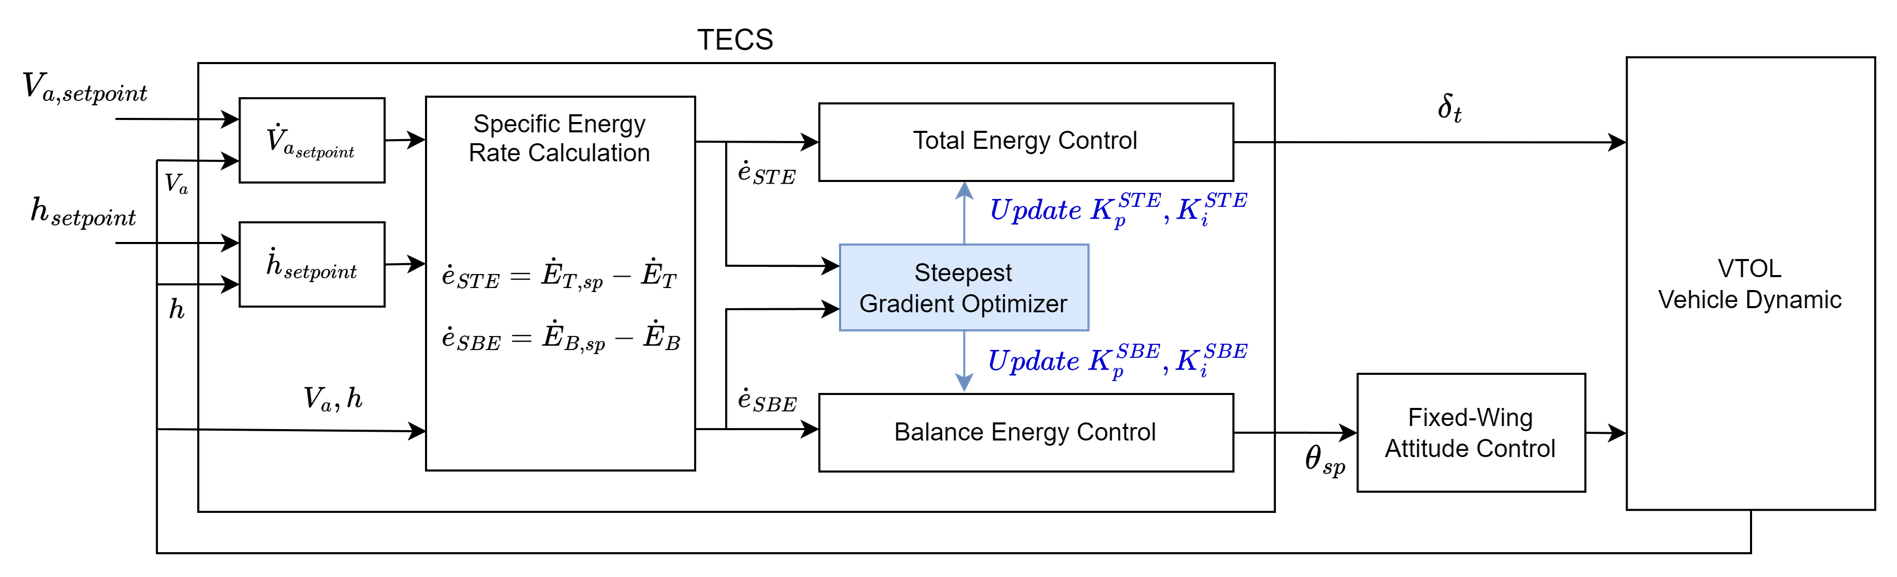 TECS
V_{a,setpoint}
\dot{V}_{a_{setpoint}}
V_a
h_{setpoint}
\dot{h}_{setpoint}
h
V_a, h
Specific Energy
Rate Calculation
\dot{e}_{STE} = \dot{E}_{T,sp} − \dot{E}_T
\dot{e}_{SBE} = \dot{E}_{B,sp} − \dot{E}_B
\dot{e}_{STE}
\dot{e}_{SBE}
Total Energy Control
Update K_p^{STE}, K_i^{STE}
Steepest
Gradient Optimizer
Update K_p^{SBE}, K_i^{SBE}
Balance Energy Control
δ_t
θ_{sp}
Fixed-Wing
Attitude Control
VTOL
Vehicle Dynamic